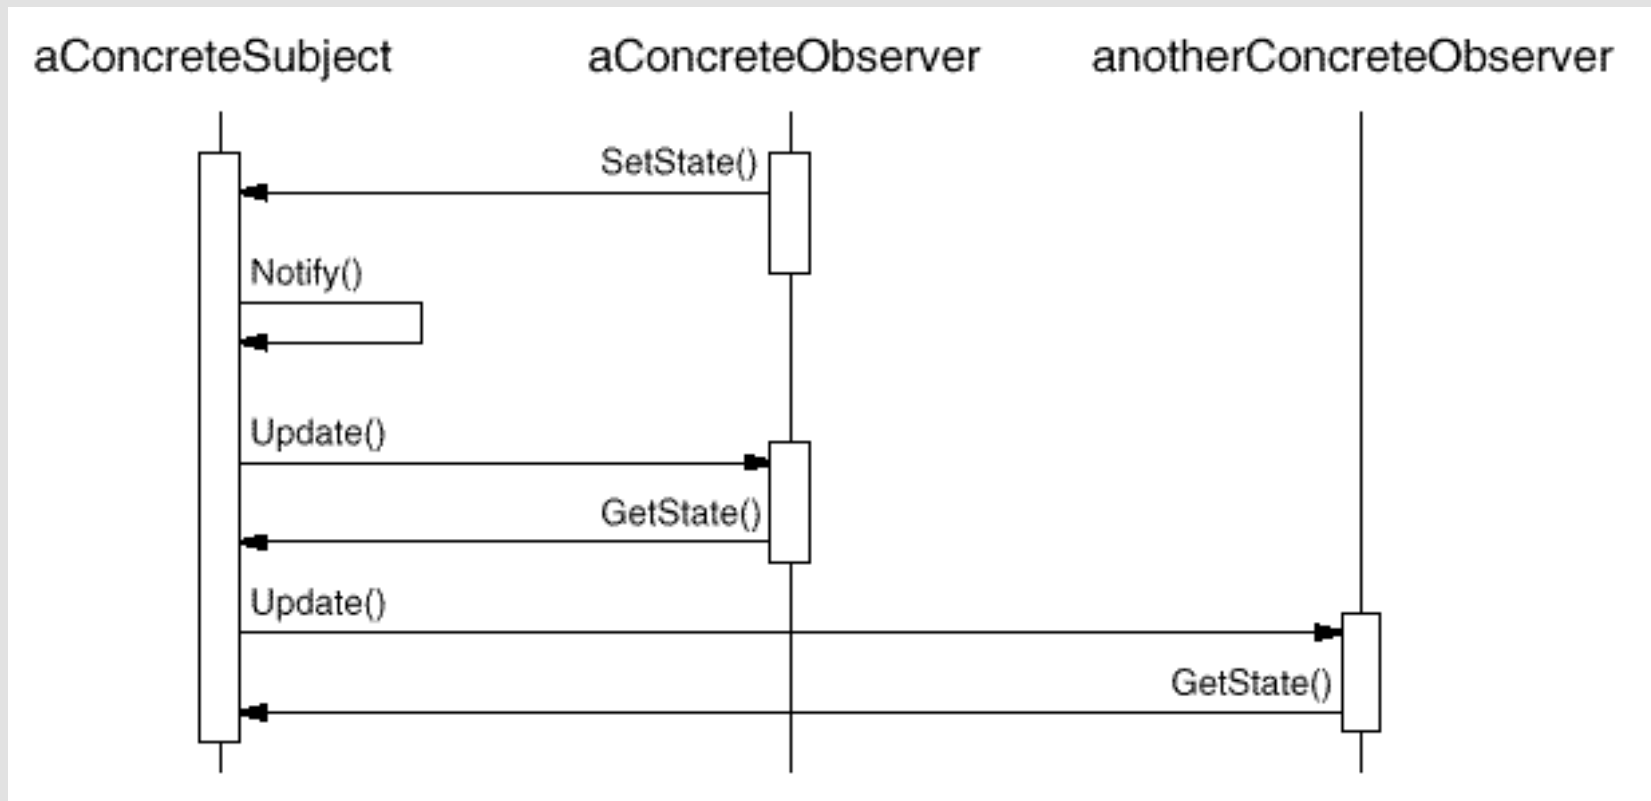 aConcreteSubject
aConcreteObserver
anotherConcreteObserver
SetState()
Notify()
Update()
GetState()
Update()
GetState()